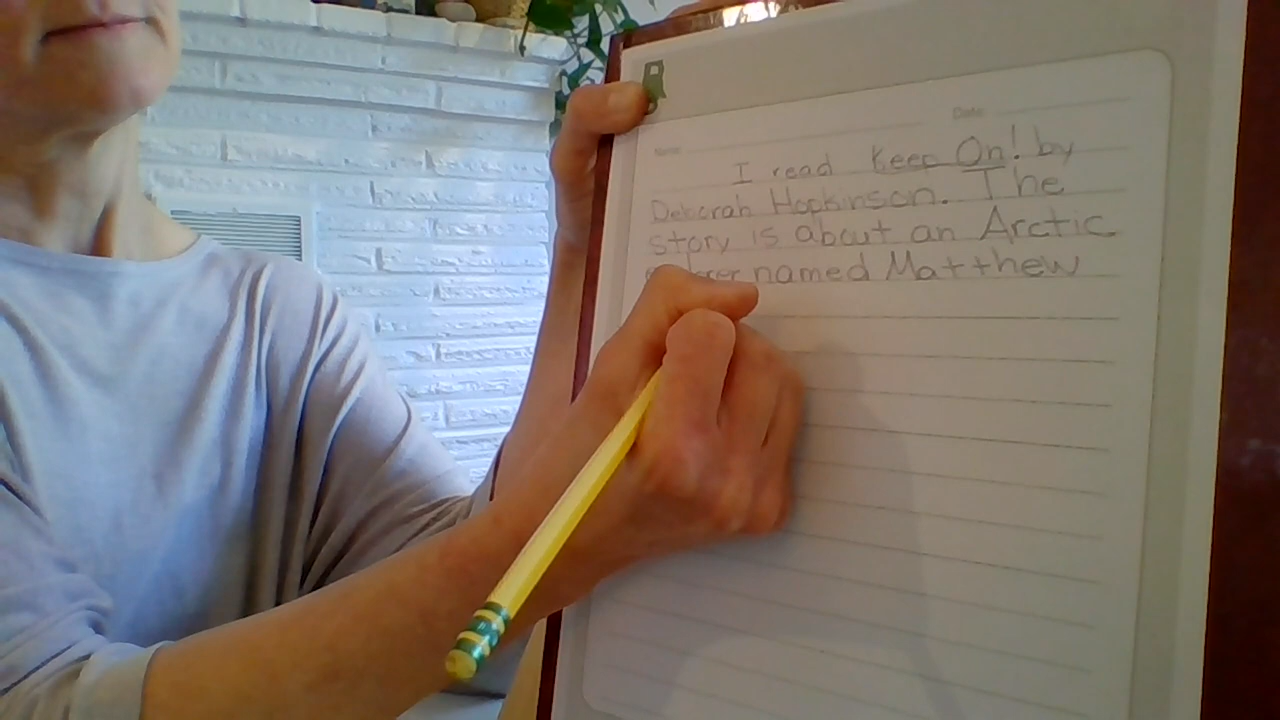 Name:
Date:
I read Keep On! by
Deborah Hopkinson. The
story is about an Arctic
named Matthew